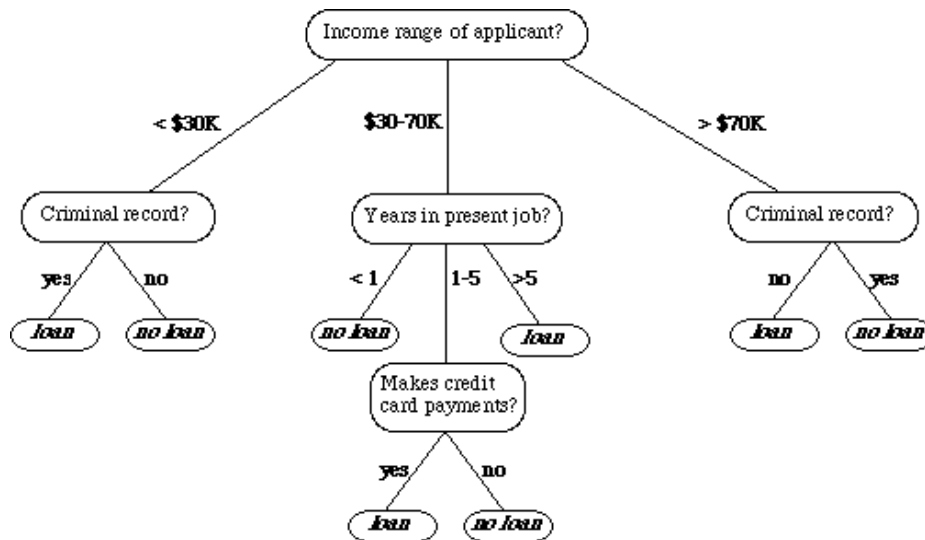 Income range of applicant?
< $30K
$30-70K
> $70K
Criminal record?
Years in present job?
Criminal record?
yes
no
< 1
1-5
>5
no
yes
loan
no loan
no loan
loan
loan
no loan
Makes credit
card payments?
yes
no
loan
no loan